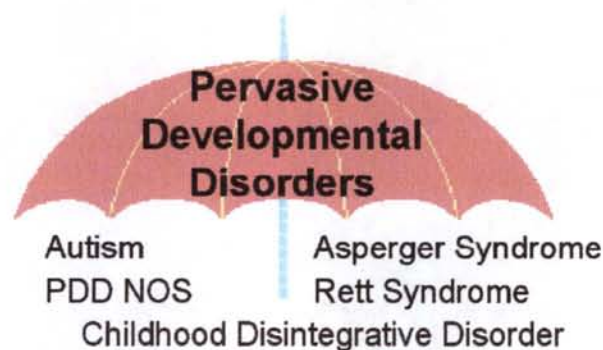 Pervasive
Developmental
Disorders
Autism
Asperger Syndrome
PDD NOS
Rett Syndrome
Childhood Disintegrative Disorder